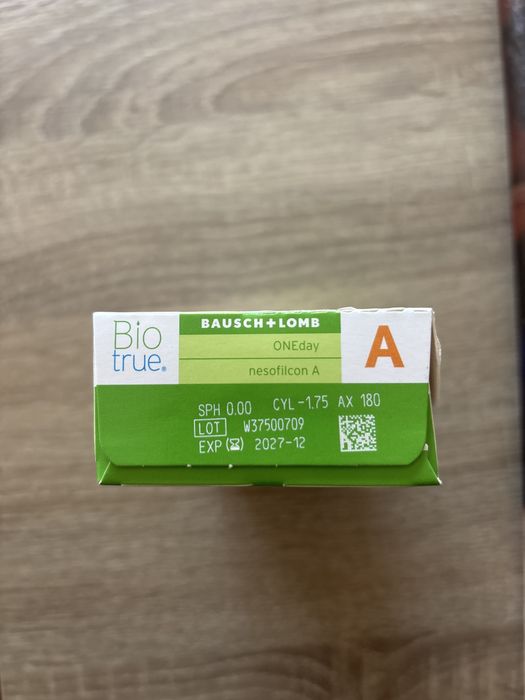 Bio
true®
BAUSCH+LOMB
ONEday
nesofilcon A
A
SPH 0.00 CYL -1.75 AX 180
LOT W37500709
EXP 2027-12